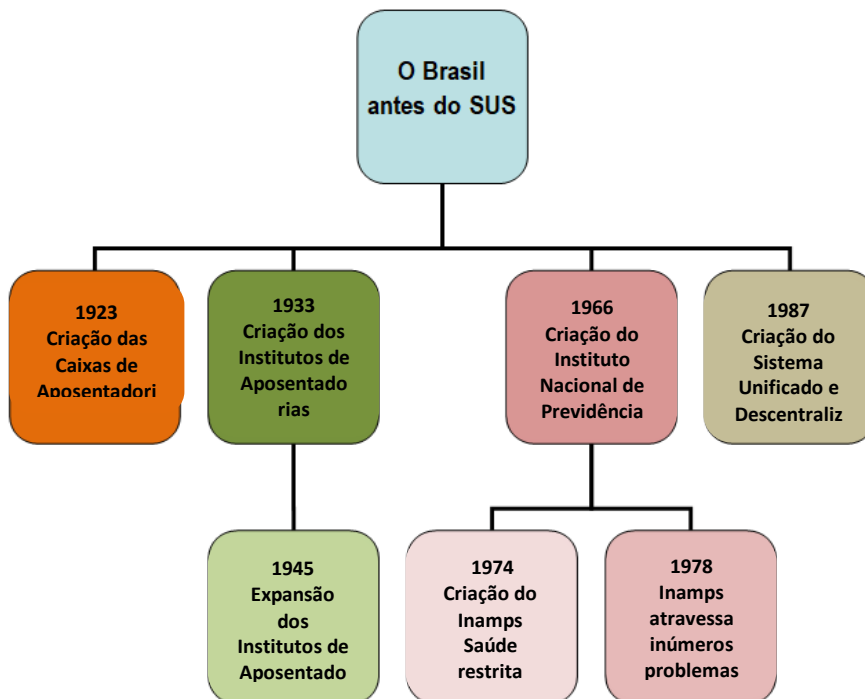 O Brasil
antes do SUS
1923
Criação das
Caixas de
Aposentadori
1933
Criação dos
Institutos de
Aposentado
rias
1966
Criação do
Instituto
Nacional de
Previdência
1987
Criação do
Sistema
Unificado e
Descentraliz
1945
Expansão
dos
Institutos de
Aposentado
1974
Criação do
Inamps
Saúde
restrita
1978
Inamps
atravessa
inúmeros
problemas